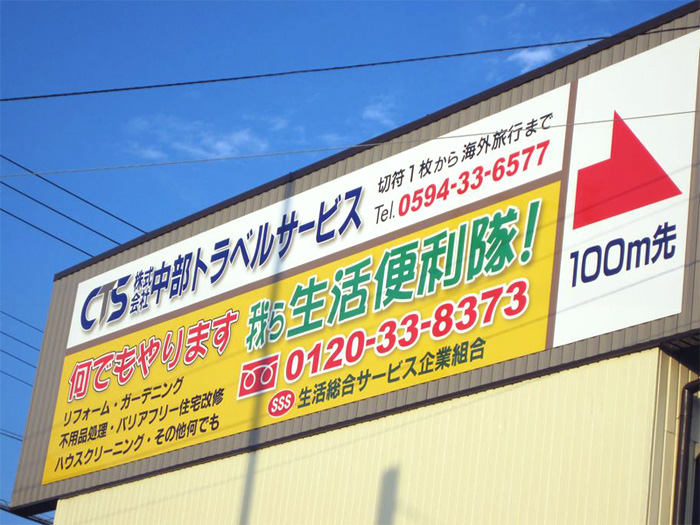 CTS 株式会社 中部トラベルサービス
切符1枚から海外旅行まで
Tel. 0594-33-6577
何でもやります 我ら生活便利隊!
リフォーム・ガーデニング
不用品処理・バリアフリー住宅改修
ハウスクリーニング・その他何でも
0120-33-8373
SSS 生活総合サービス企業組合
100m先